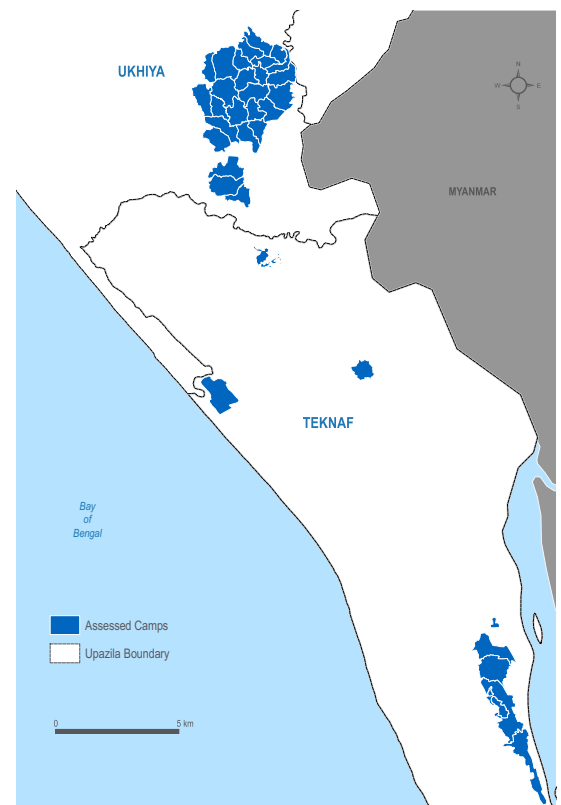 UKHIYA
N
W E
S
MYANMAR
TEKNAF
Bay
of
Bengal
Assessed Camps
Upazila Boundary
0 5 km